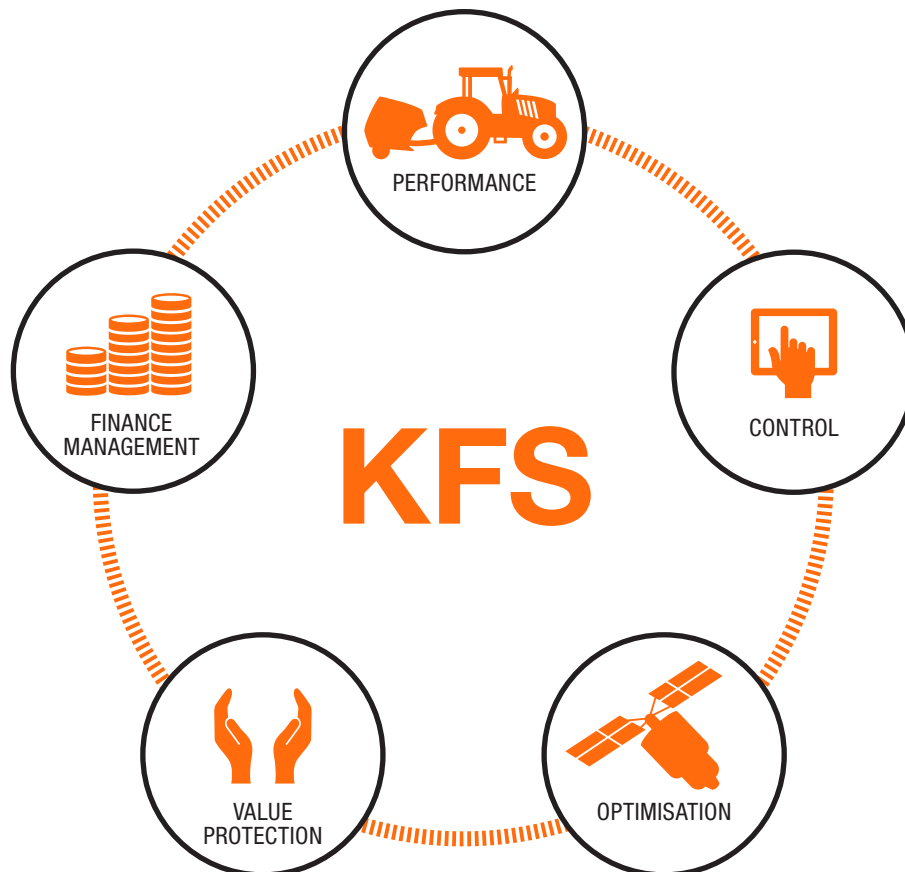 PERFORMANCE
FINANCE
MANAGEMENT
CONTROL
KFS
VALUE
PROTECTION
OPTIMISATION